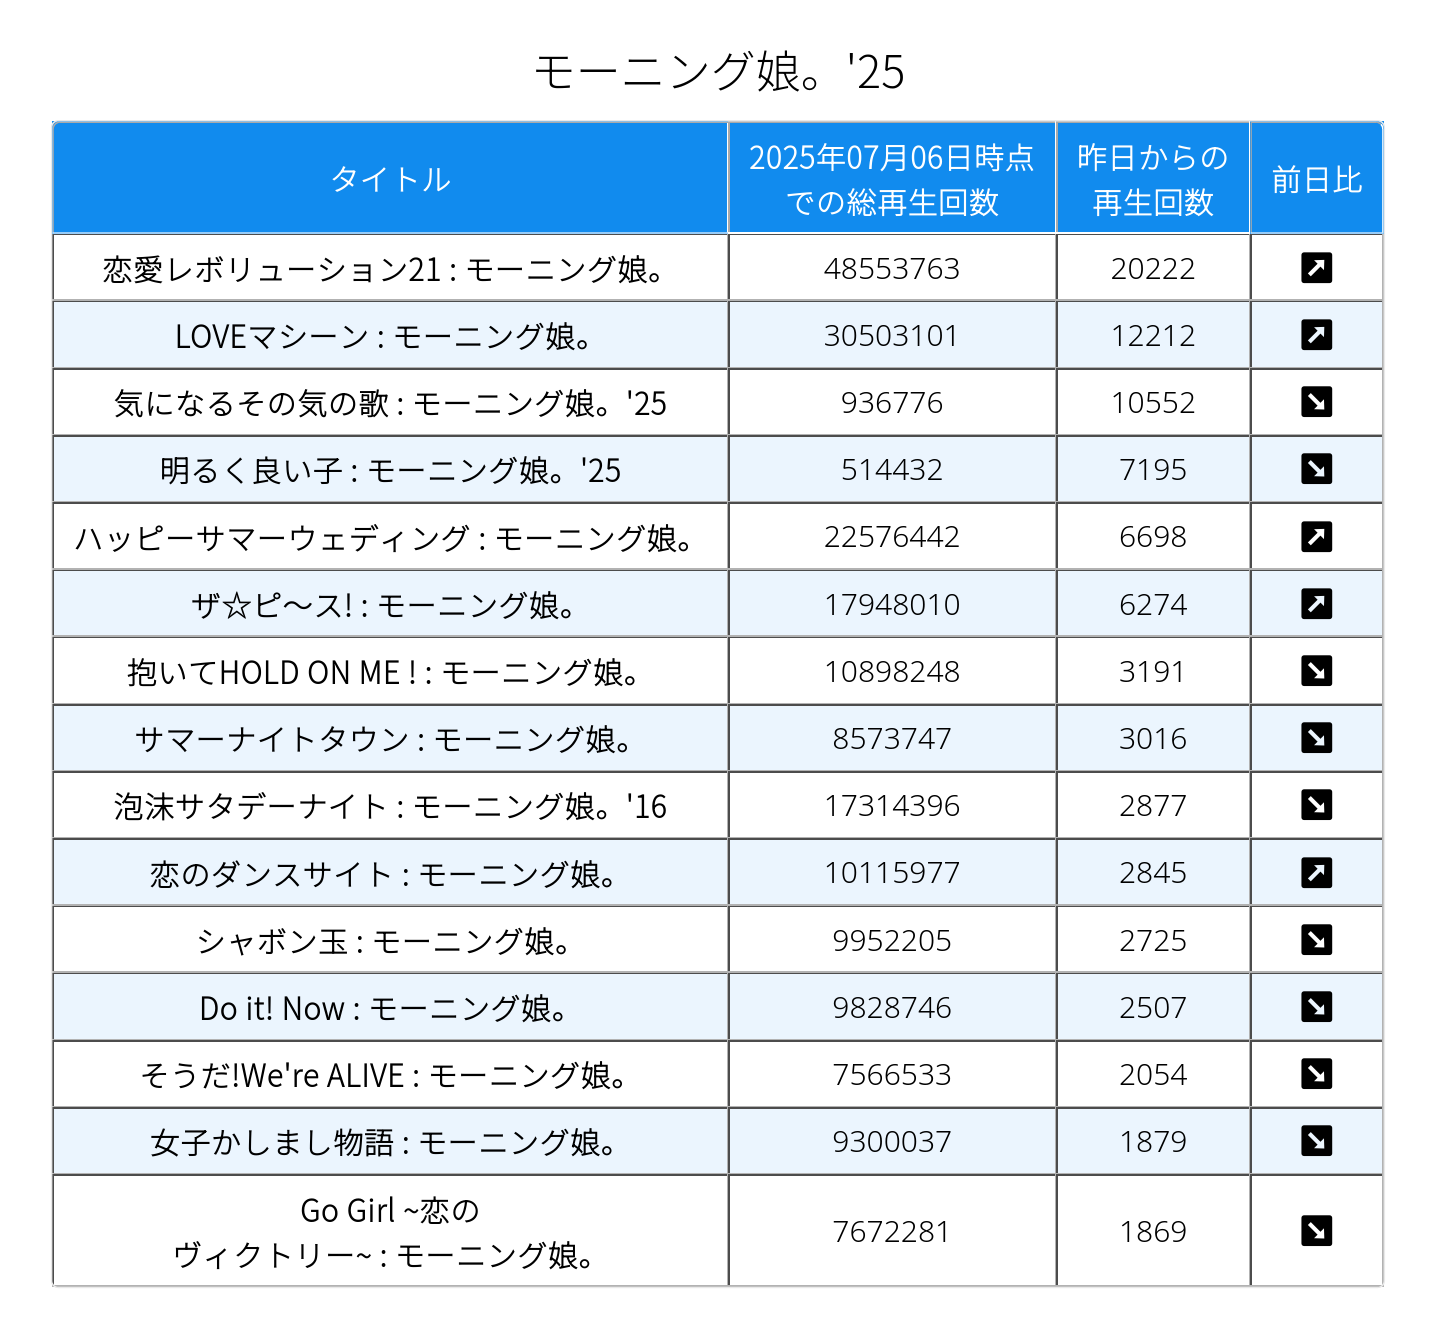 モーニング娘。'25
タイトル
2025年07月06日時点
での総再生回数
昨日からの
再生回数
前日比
恋愛レボリューション21 : モーニング娘。 48553763 20222 ↗
LOVEマシーン : モーニング娘。 30503101 12212 ↗
気になるその気の歌 : モーニング娘。'25 936776 10552 ↘
明るく良い子 : モーニング娘。'25 514432 7195 ↘
ハッピーサマーウェディング : モーニング娘。 22576442 6698 ↗
ザ☆ピ〜ス! : モーニング娘。 17948010 6274 ↗
抱いてHOLD ON ME ! : モーニング娘。 10898248 3191 ↘
サマーナイトタウン : モーニング娘。 8573747 3016 ↘
泡沫サタデーナイト : モーニング娘。'16 17314396 2877 ↘
恋のダンスサイト : モーニング娘。 10115977 2845 ↗
シャボン玉 : モーニング娘。 9952205 2725 ↘
Do it! Now : モーニング娘。 9828746 2507 ↘
そうだ!We're ALIVE : モーニング娘。 7566533 2054 ↘
女子かしまし物語 : モーニング娘。 9300037 1879 ↘
Go Girl ~恋の
ヴィクトリー~ : モーニング娘。 7672281 1869 ↘